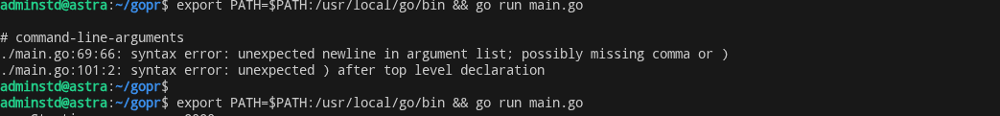 adminstd@astra:~/gopr$ export PATH=$PATH:/usr/local/go/bin && go run main.go
# command-line-arguments
./main.go:69:66: syntax error: unexpected newline in argument list; possibly missing comma or )
./main.go:101:2: syntax error: unexpected ) after top level declaration
adminstd@astra:~/gopr$
adminstd@astra:~/gopr$ export PATH=$PATH:/usr/local/go/bin && go run main.go